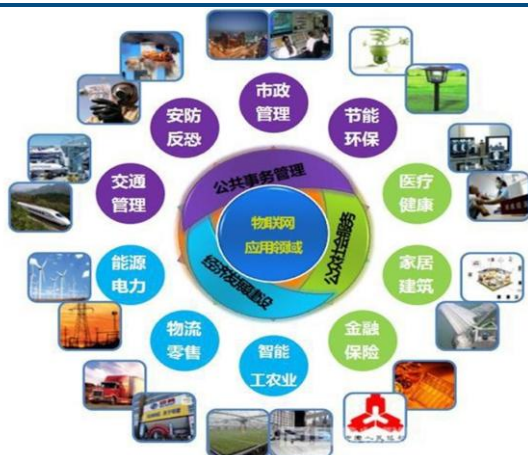 市政
管理
安防
反恐
节能
环保
公共事务管理
交通
管理
医疗
健康
物联网
应用领域
公众社会服务
能源
电力
经济发展建设
家居
建筑
物流
零售
智能
工农业
金融
保险